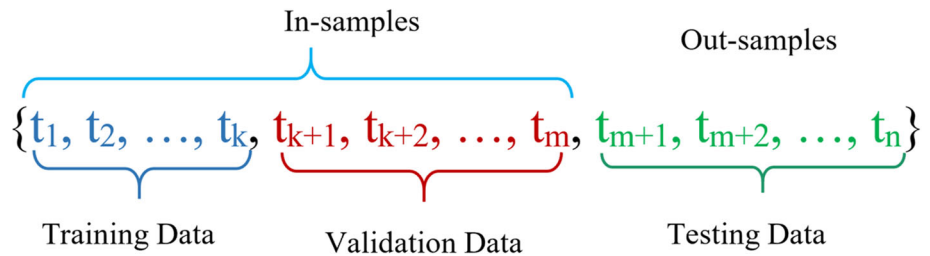 In-samples
Out-samples
{t₁, t₂, …, tₖ, tₖ₊₁, tₖ₊₂, …, tₘ, tₘ₊₁, tₘ₊₂, …, tₙ}
Training Data
Validation Data
Testing Data